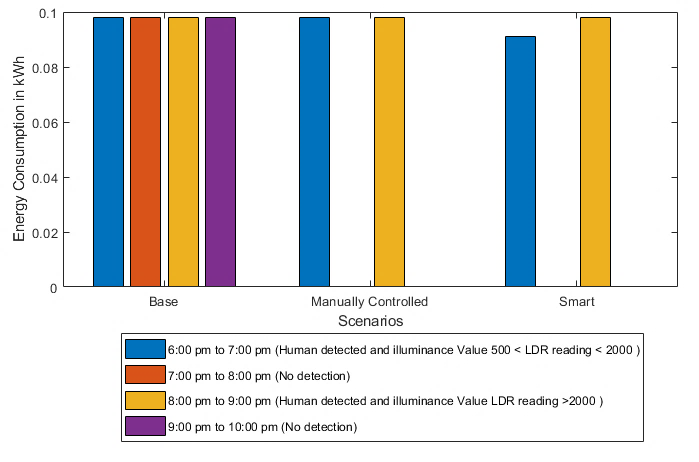 0.1
0.08
0.06
0.04
0.02
0
Energy Consumption in kWh
Base
Manually Controlled
Smart
Scenarios
6:00 pm to 7:00 pm (Human detected and illuminance Value 500 < LDR reading < 2000 )
7:00 pm to 8:00 pm (No detection)
8:00 pm to 9:00 pm (Human detected and illuminance Value LDR reading >2000 )
9:00 pm to 10:00 pm (No detection)